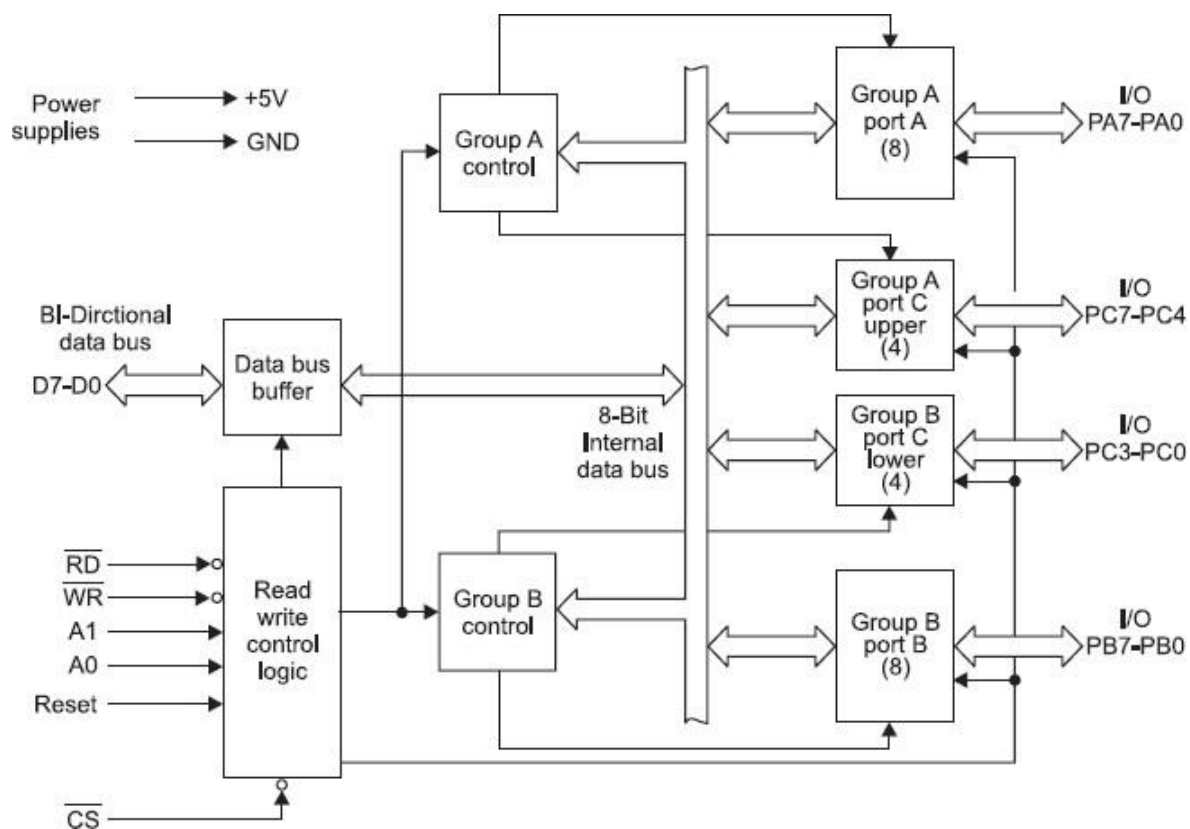 Power
supplies
+5V
GND
Group A
control
Group A
port A
(8)
I/O
PA7-PA0
Group A
port C
upper
(4)
I/O
PC7-PC4
BI-Dirctional
data bus
D7-D0
Data bus
buffer
8-Bit
Internal
data bus
Group B
port C
lower
(4)
I/O
PC3-PC0
RD
WR
A1
A0
Reset
CS
Read
write
control
logic
Group B
control
Group B
port B
(8)
I/O
PB7-PB0